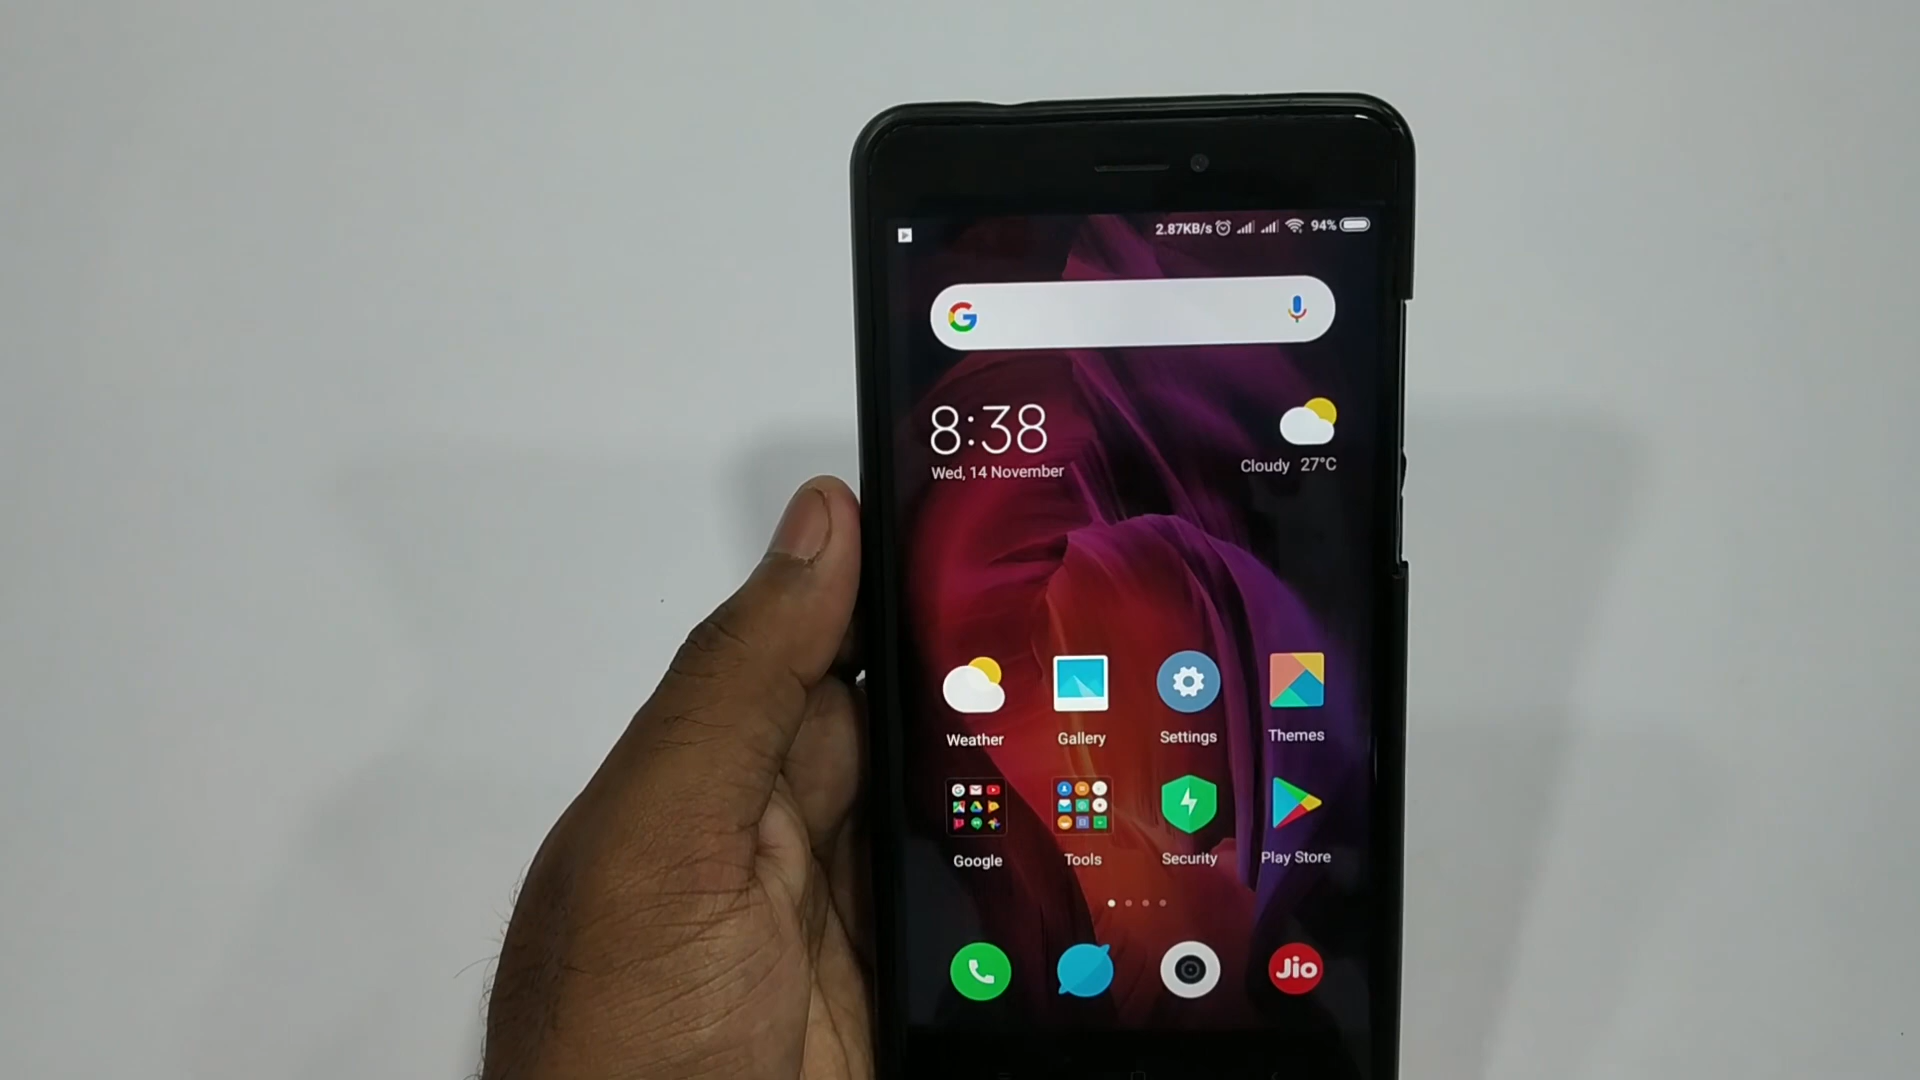 2.87KB/s 94%
8:38
Wed, 14 November
Cloudy 27°C
Weather Gallery Settings Themes
Google Tools Security Play Store
Jio